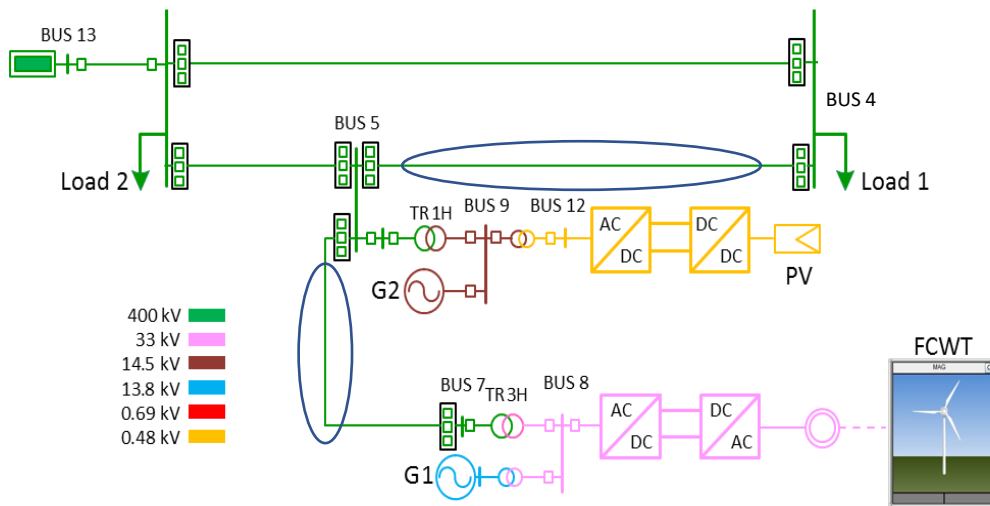 BUS 13
BUS 4
BUS 5
Load 2
Load 1
TR 1H
BUS 9
BUS 12
AC
DC
DC
DC
PV
G2
400 kV
33 kV
14.5 kV
13.8 kV
0.69 kV
0.48 kV
FCWT
MAG
BUS 7
TR 3H
BUS 8
AC
DC
DC
AC
G1